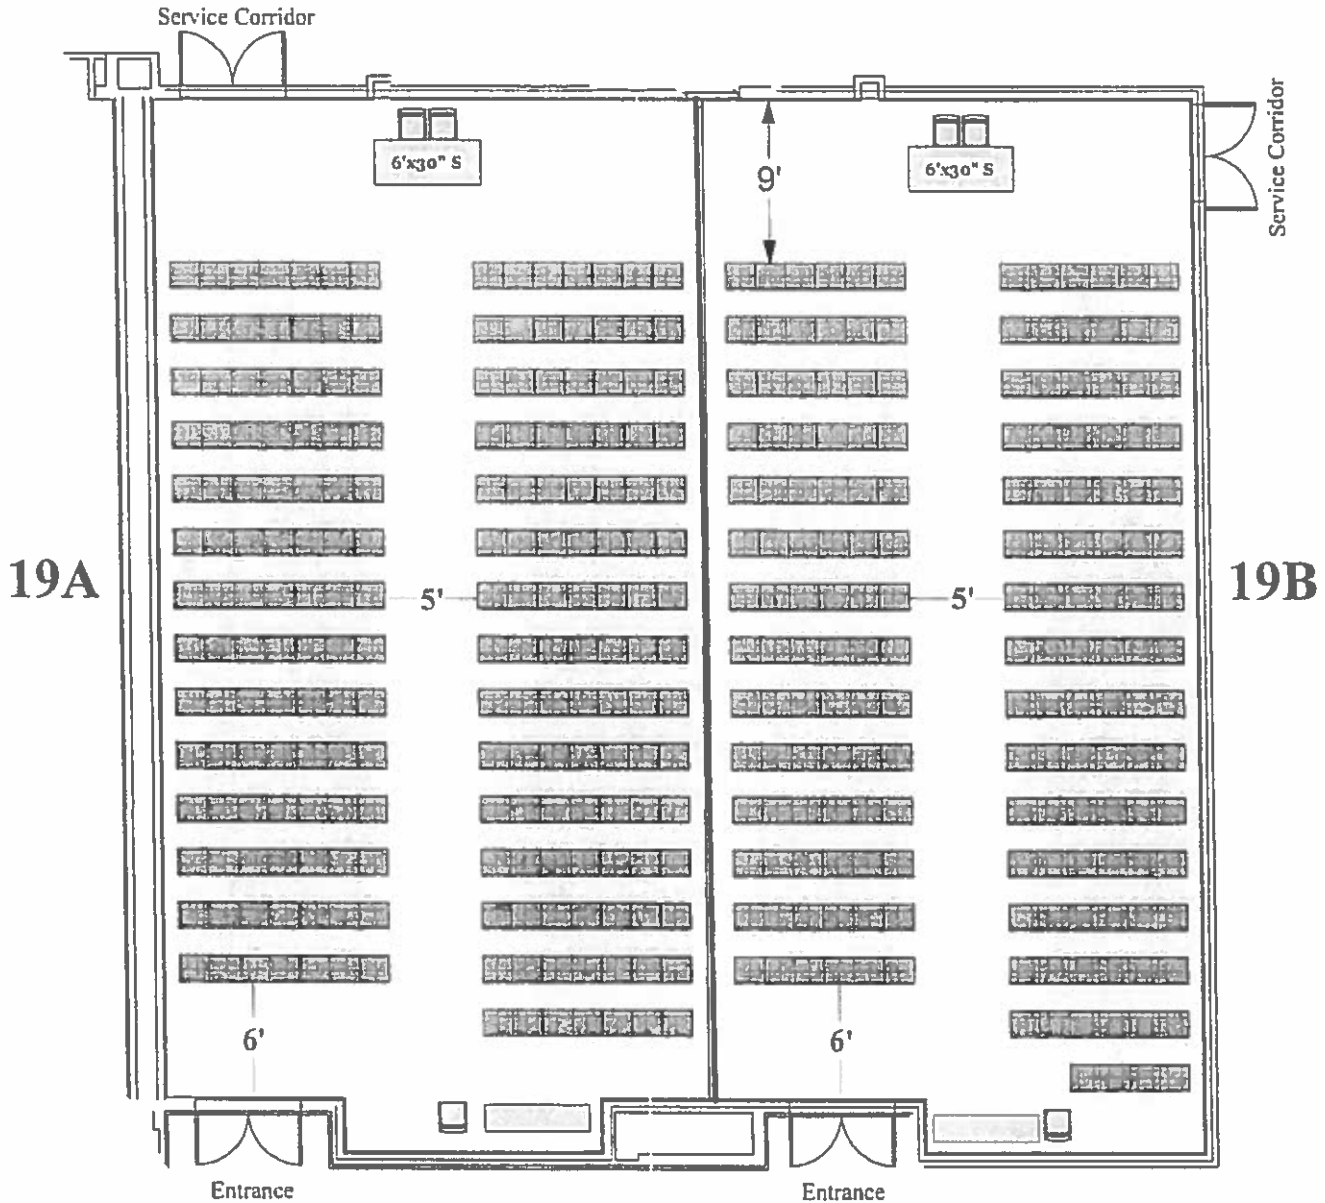 Service Corridor
Service Corridor
6'x30" S
6'x30" S
9'
19A
5'
5'
19B
6'
6'
Entrance
Entrance